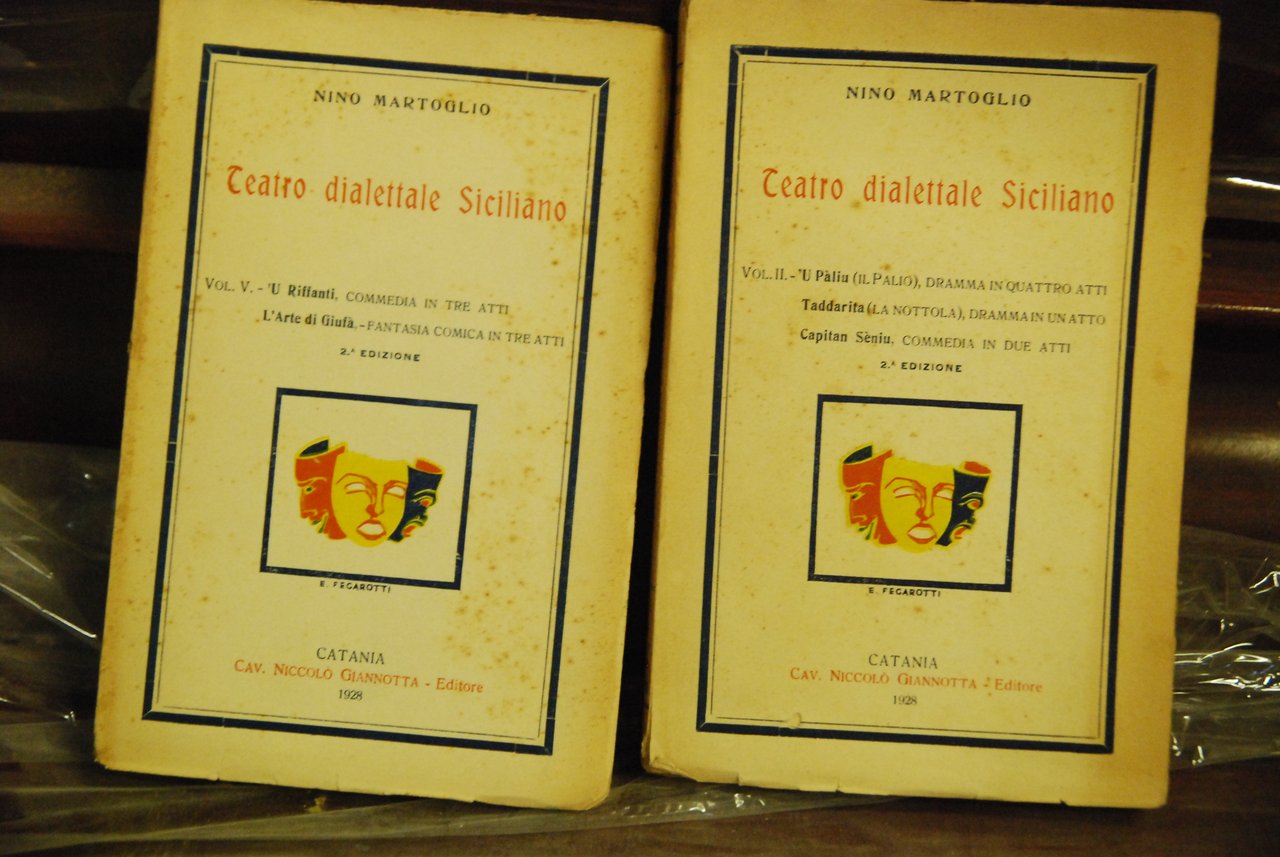 NINO MARTOGLIO
Teatro dialettale Siciliano
VOL. V. - 'U Riffanti, COMMEDIA IN TRE ATTI
L'Arte di Giufà, - FANTASIA COMICA IN TRE ATTI
2.ª EDIZIONE
E. FEGAROTTI
CATANIA
CAV. NICCOLÒ GIANNOTTA - Editore
1928
NINO MARTOGLIO
Teatro dialettale Siciliano
VOL. II. - 'U Pàliu (IL PALIO), DRAMMA IN QUATTRO ATTI
Taddarita (LA NOTTOLA), DRAMMA IN UN ATTO
Capitan Sèniu, COMMEDIA IN DUE ATTI
2.ª EDIZIONE
E. FEGAROTTI
CATANIA
CAV. NICCOLÒ GIANNOTTA - Editore
1928